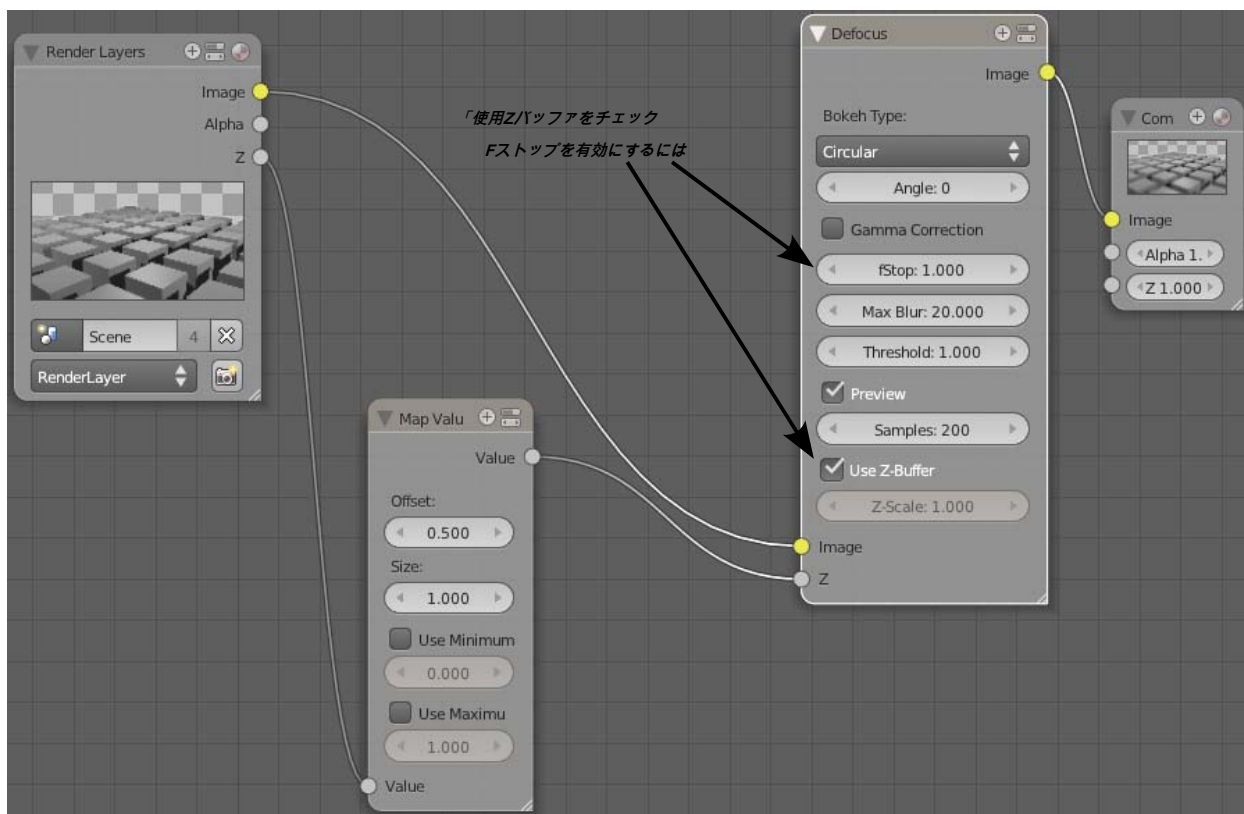 Render Layers
Image
Alpha
Z
Scene
4
RenderLayer
「使用Zバッファをチェック
Fストップを有効にするには
Map Valu
Value
Offset:
0.500
Size:
1.000
Use Minimum
0.000
Use Maximu
1.000
Value
Defocus
Image
Bokeh Type:
Circular
Angle: 0
Gamma Correction
fStop: 1.000
Max Blur: 20.000
Threshold: 1.000
Preview
Samples: 200
Use Z-Buffer
Z-Scale: 1.000
Image
Z
Com
Image
Alpha 1.
Z 1.000